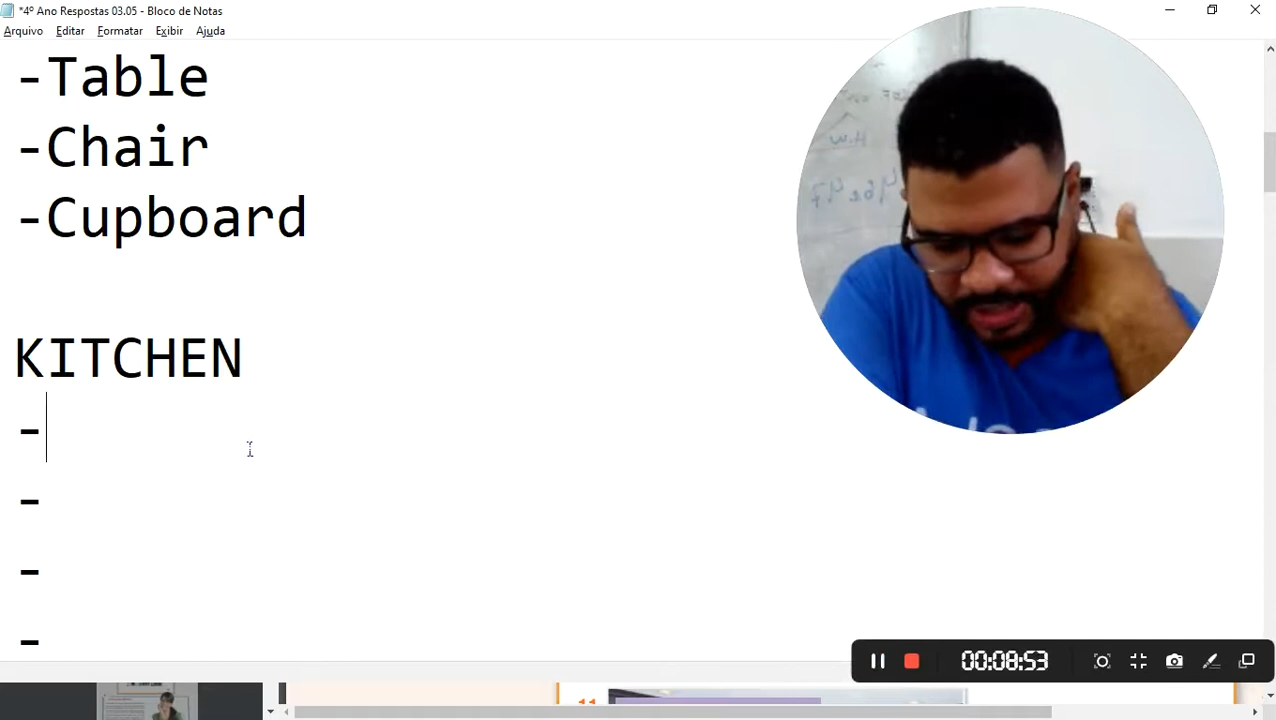 *4º Ano Respostas 03.05 - Bloco de Notas
Arquivo Editar Formatar Exibir Ajuda
-Table
-Chair
-Cupboard
KITCHEN
-
-
-
-
00:08:53
11